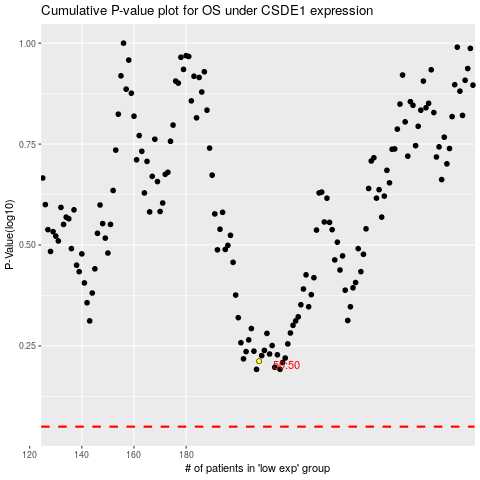 Cumulative P-value plot for OS under CSDE1 expression
1.00
0.75
0.50
0.25
P-Value(log10)
50:50
120 140 160 180
# of patients in 'low exp' group